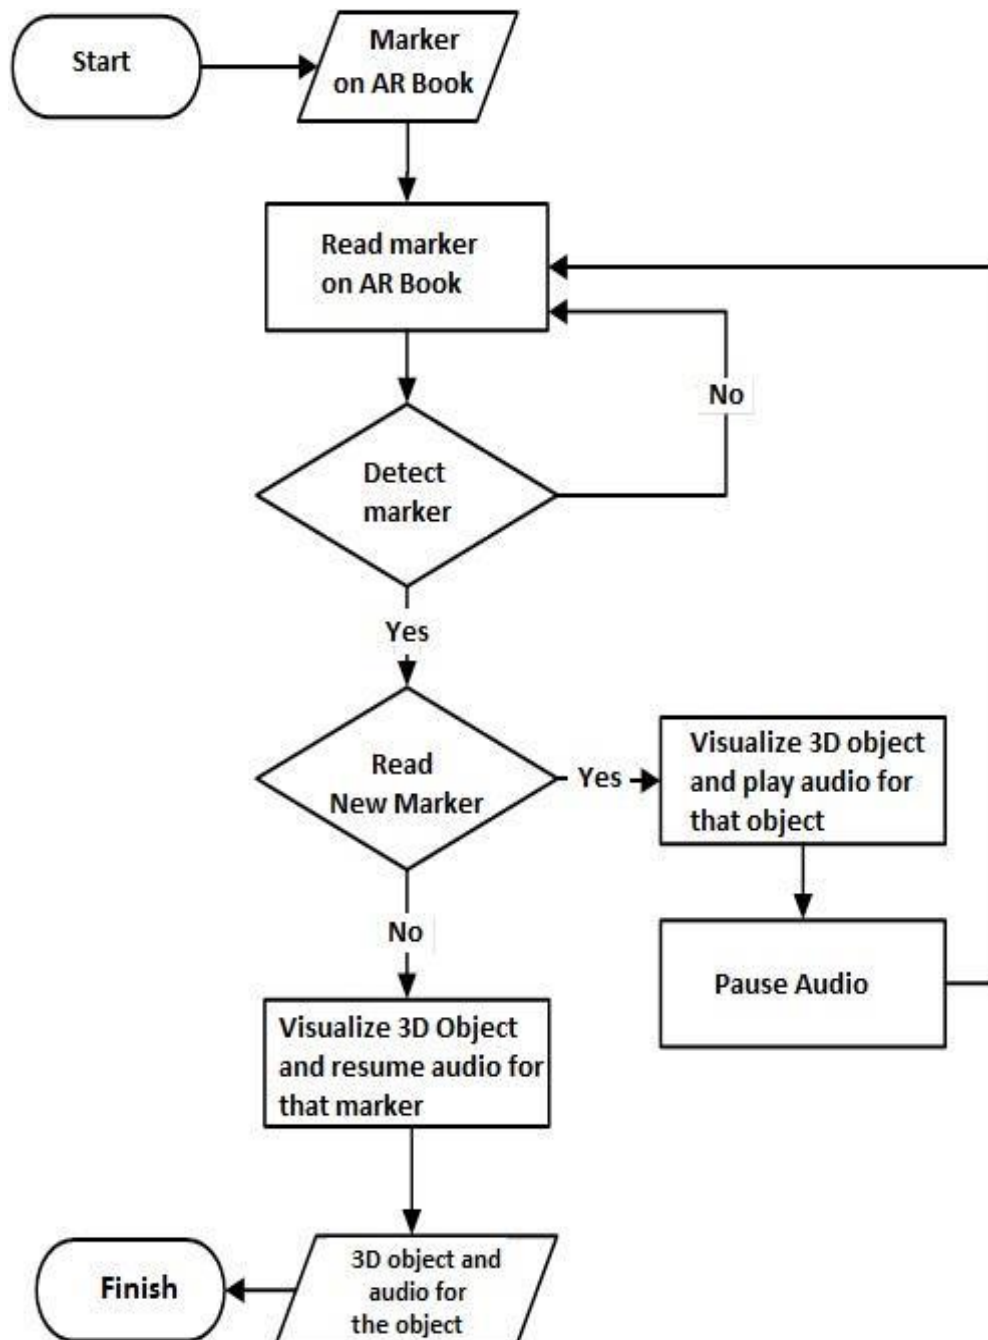 Start
Marker
on AR Book
Read marker
on AR Book
No
Detect
marker
Yes
Read
New Marker
Yes
Visualize 3D object
and play audio for
that object
No
Pause Audio
Visualize 3D Object
and resume audio for
that marker
3D object and
audio for
the object
Finish